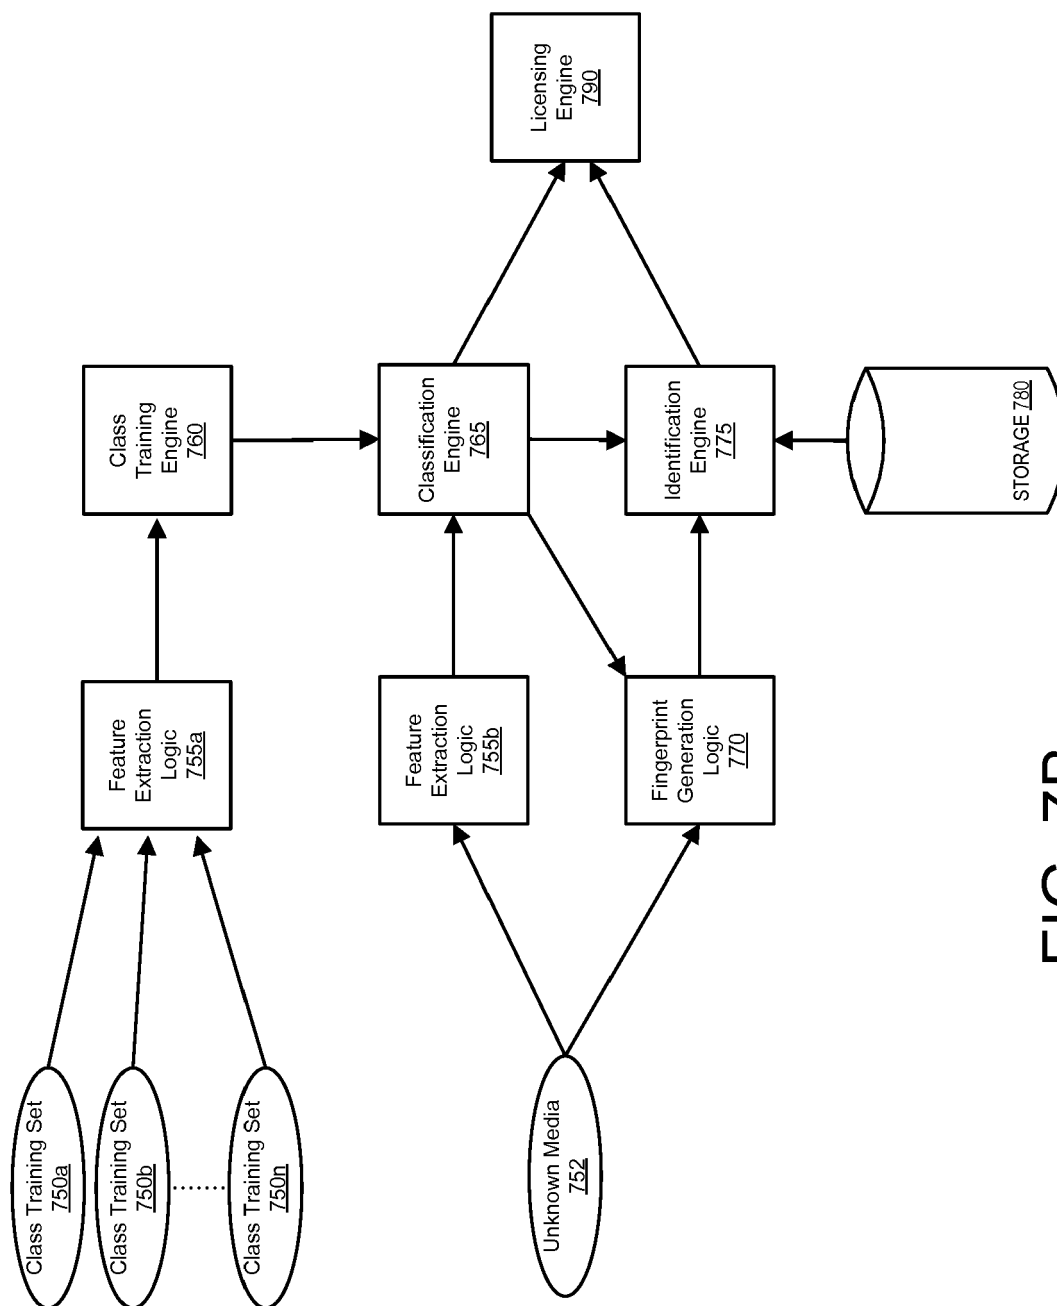 Class Training Set
750a
Class Training Set
750b
Class Training Set
750n
Feature
Extraction
Logic
755a
Class
Training
Engine
760
Feature
Extraction
Logic
755b
Classification
Engine
765
Unknown Media
752
Licensing
Engine
790
Fingerprint
Generation
Logic
770
Identification
Engine
775
STORAGE 780
FIG